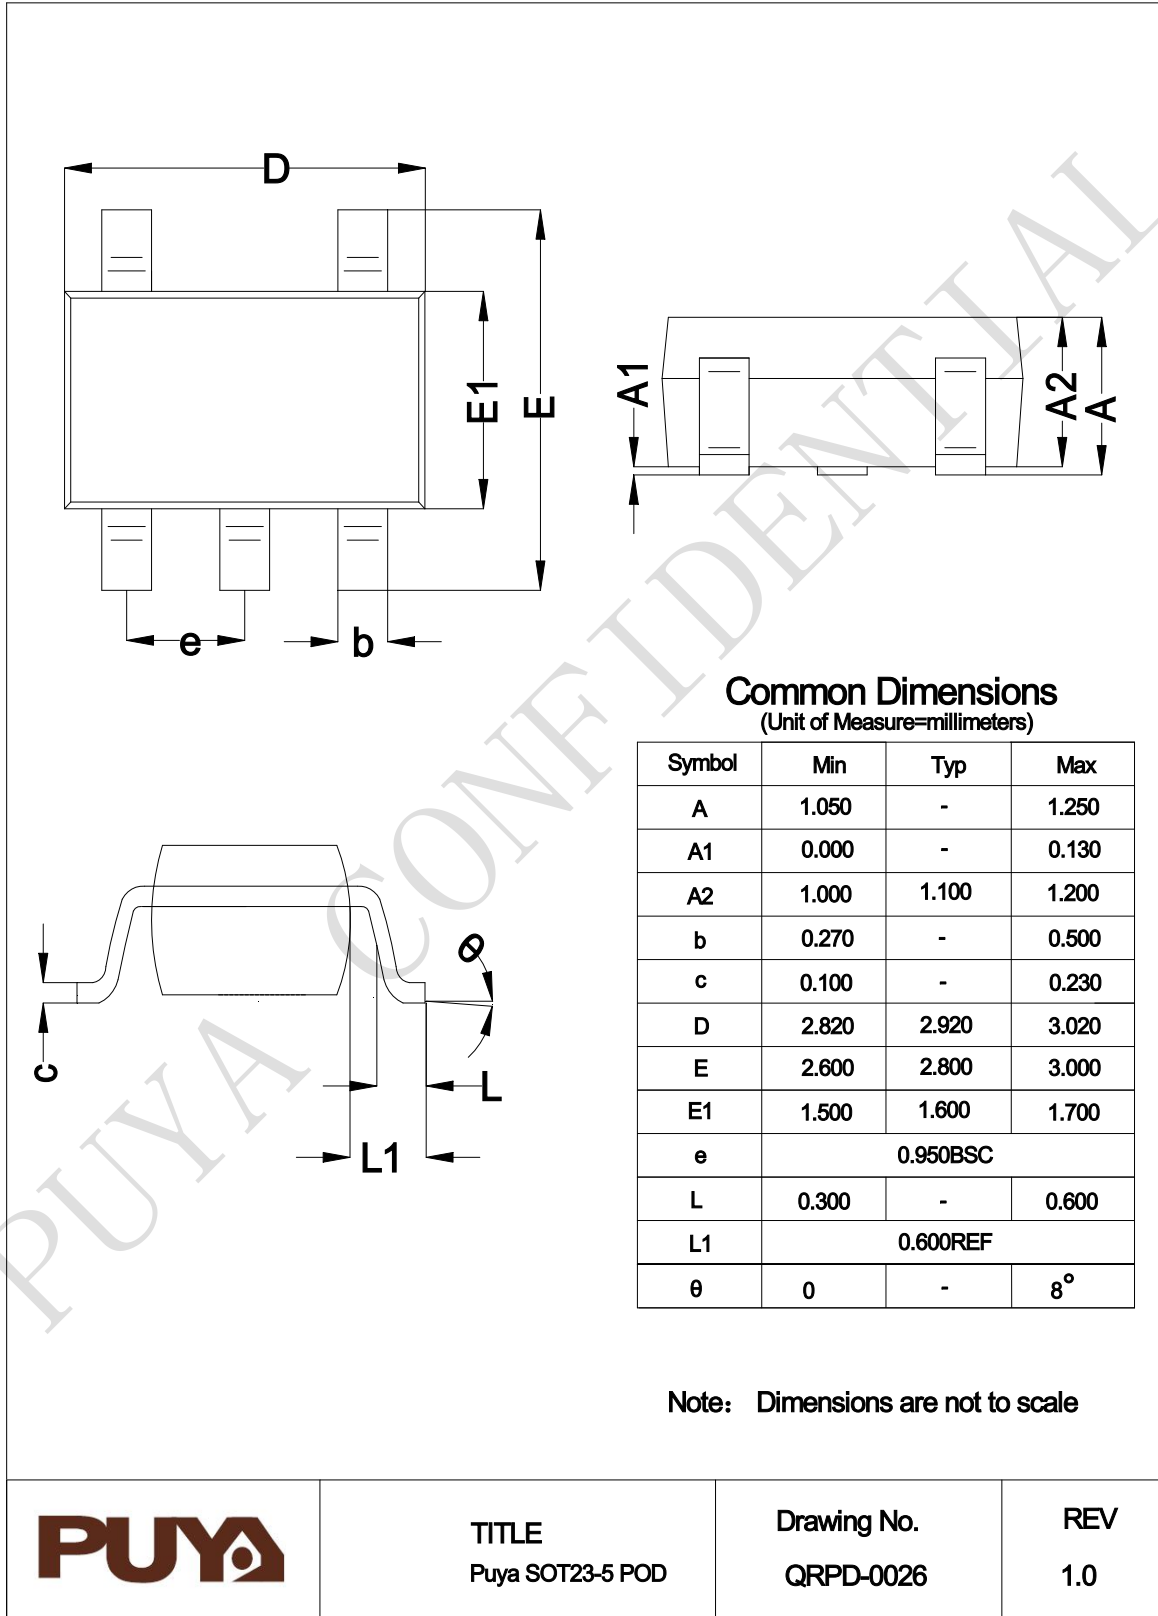 D
E1
E
A1
A2
A
e
b
Common Dimensions
(Unit of Measure=millimeters)
Symbol Min Typ Max
A 1.050 - 1.250
A1 0.000 - 0.130
A2 1.000 1.100 1.200
b 0.270 - 0.500
c 0.100 - 0.230
D 2.820 2.920 3.020
E 2.600 2.800 3.000
E1 1.500 1.600 1.700
e 0.950BSC
L 0.300 - 0.600
L1 0.600REF
θ 0 - 8°
θ
c
L
L1
PUYA CONFIDENTIAL
Note: Dimensions are not to scale
PUYA
TITLE
Puya SOT23-5 POD
Drawing No.
QRPD-0026
REV
1.0